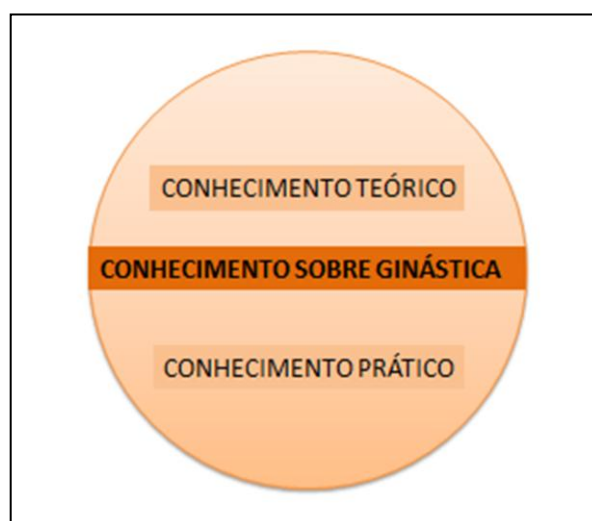 CONHECIMENTO TEÓRICO
CONHECIMENTO SOBRE GINÁSTICA
CONHECIMENTO PRÁTICO